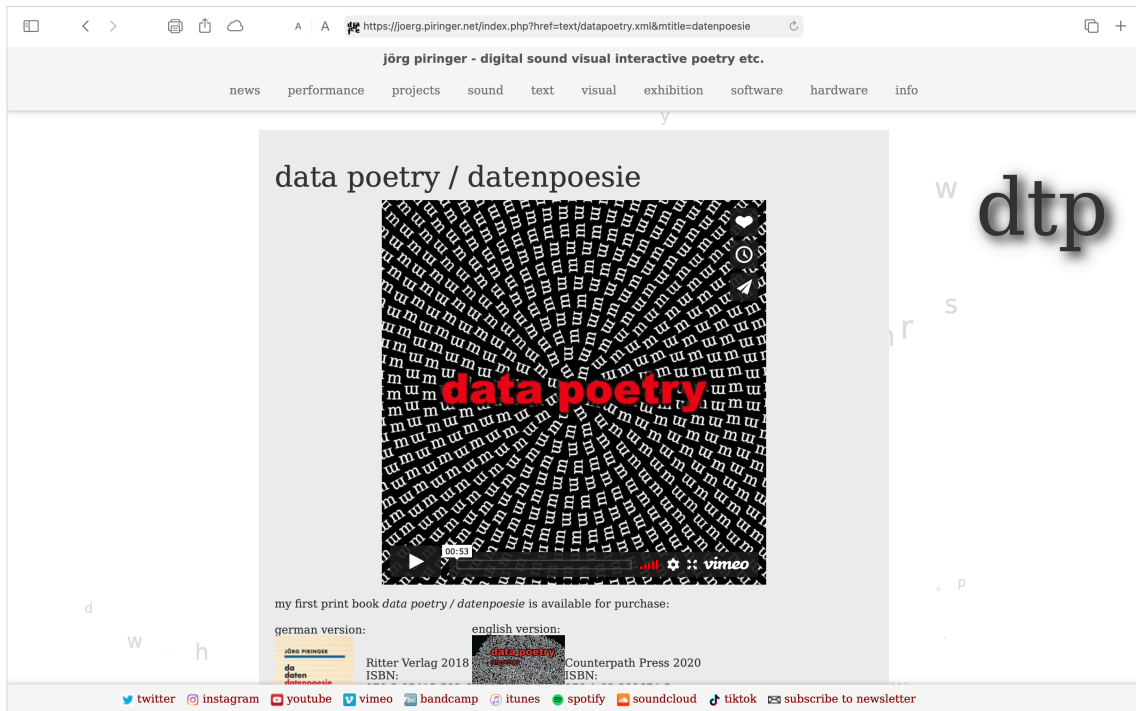 A A https://joerg.piringer.net/index.php?href=text/datapoetry.xml&mtitle=datenpoesie
jörg piringer - digital sound visual interactive poetry etc.
news performance projects sound text visual exhibition software hardware info
y
data poetry / datenpoesie
w
dtp
s
r
data poetry
00:53
vimeo
my first print book data poetry / datenpoesie is available for purchase:
d
p
w
h
german version: english version:
JÖRG PIRINGER
da
daten
datenpoesie
data poetry
Ritter Verlag 2018
ISBN:
Counterpath Press 2020
ISBN:
twitter instagram youtube vimeo bandcamp itunes spotify soundcloud tiktok subscribe to newsletter